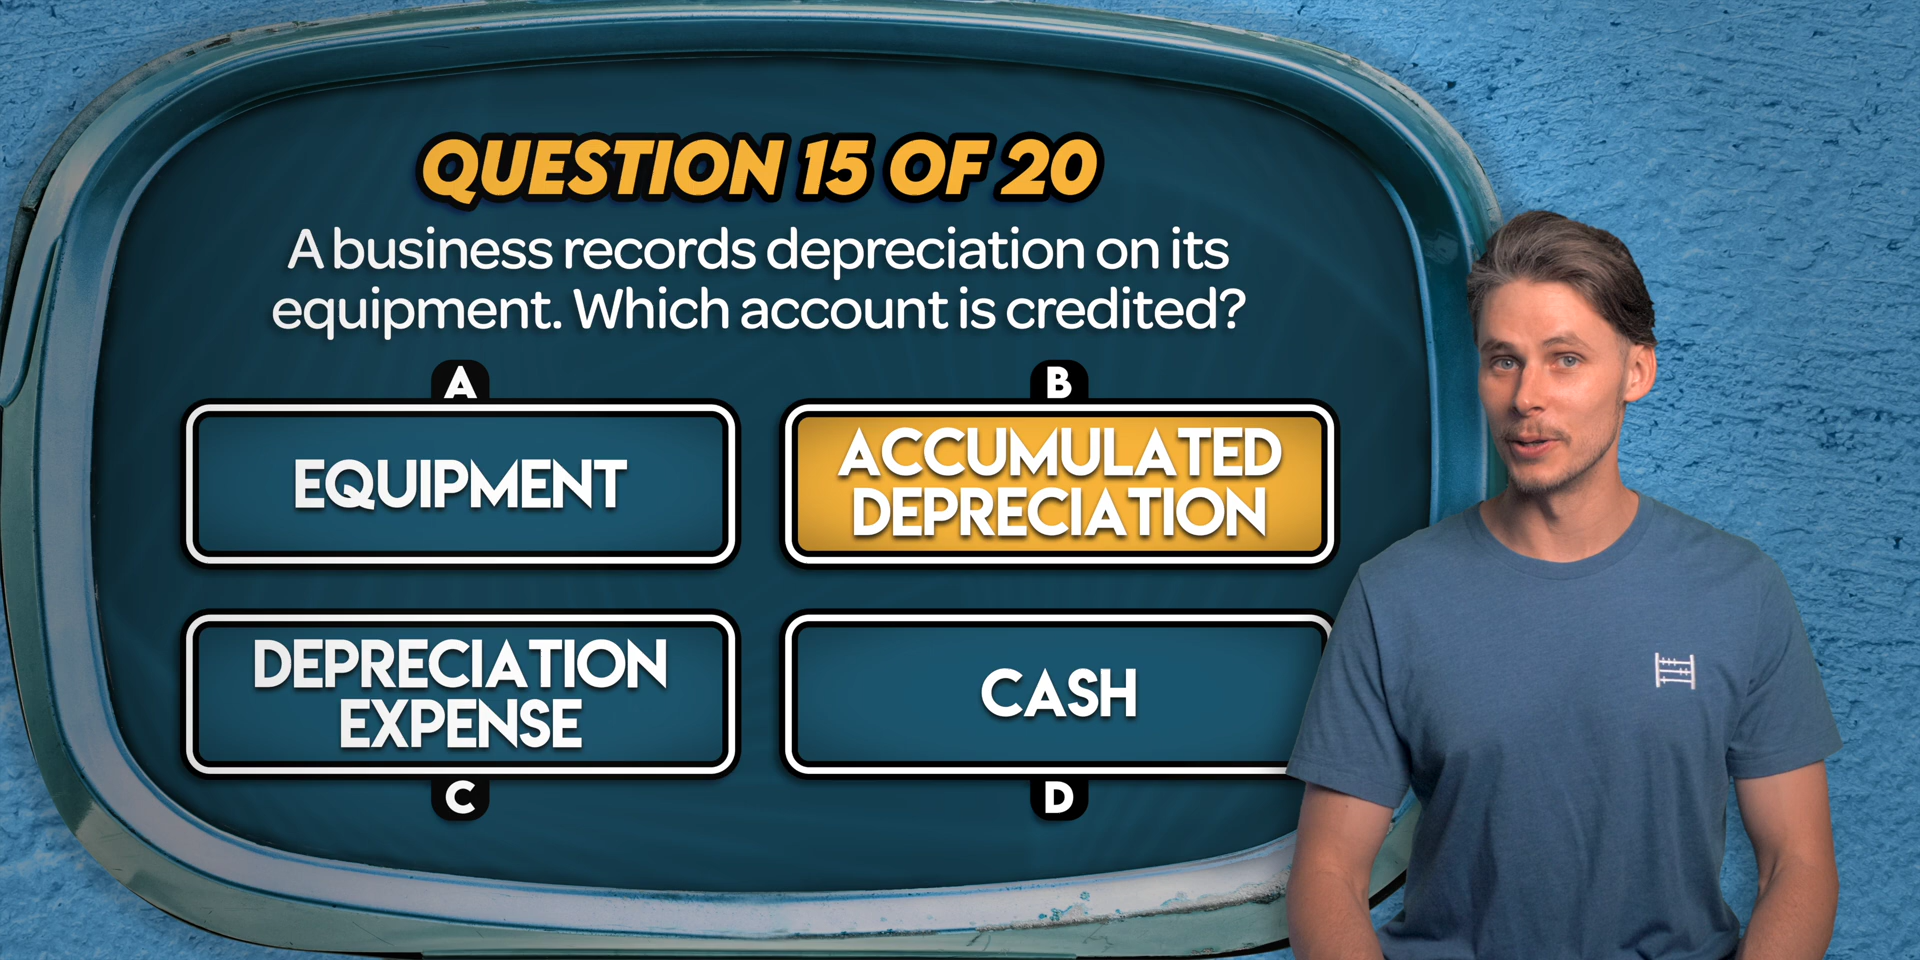 QUESTION 15 OF 20
A business records depreciation on its
equipment. Which account is credited?
A
EQUIPMENT
B
ACCUMULATED
DEPRECIATION
DEPRECIATION
EXPENSE
C
CASH
D